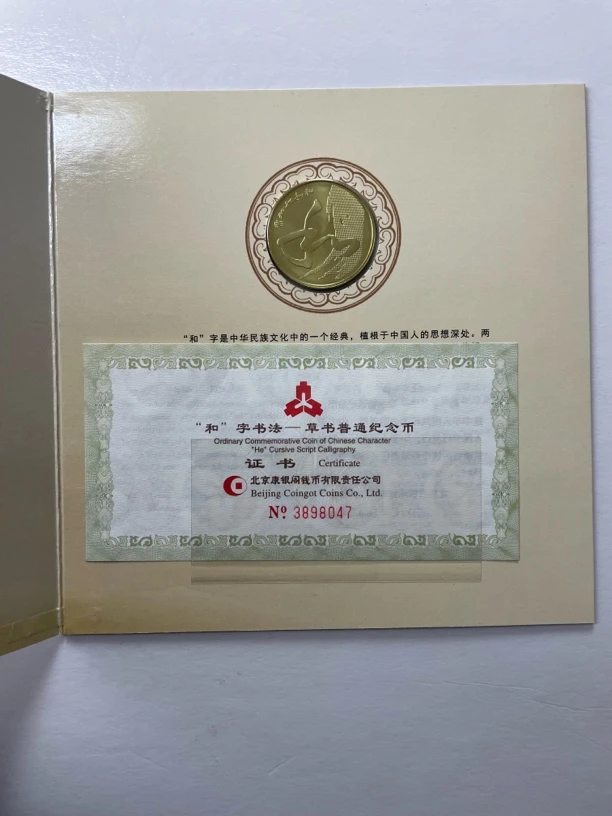 “和”字是中华民族文化中的一个经典，植根于中国人的思想深处。两
“和”字书法—草书普通纪念币
Ordinary Commemorative Coin of Chinese Character
"He" Cursive Script Calligraphy
证书 Certificate
北京康银阁钱币有限责任公司
Beijing Coingot Coins Co., Ltd.
Nº 3898047